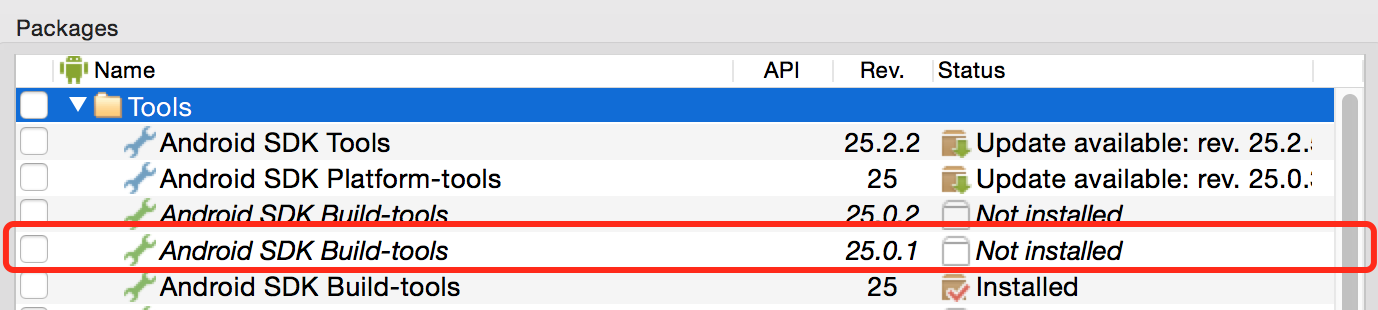 Packages
Name API Rev. Status
Tools
Android SDK Tools 25.2.2 Update available: rev. 25.2.
Android SDK Platform-tools 25 Update available: rev. 25.0.
Android SDK Build-tools 25.0.2 Not installed
Android SDK Build-tools 25.0.1 Not installed
Android SDK Build-tools 25 Installed